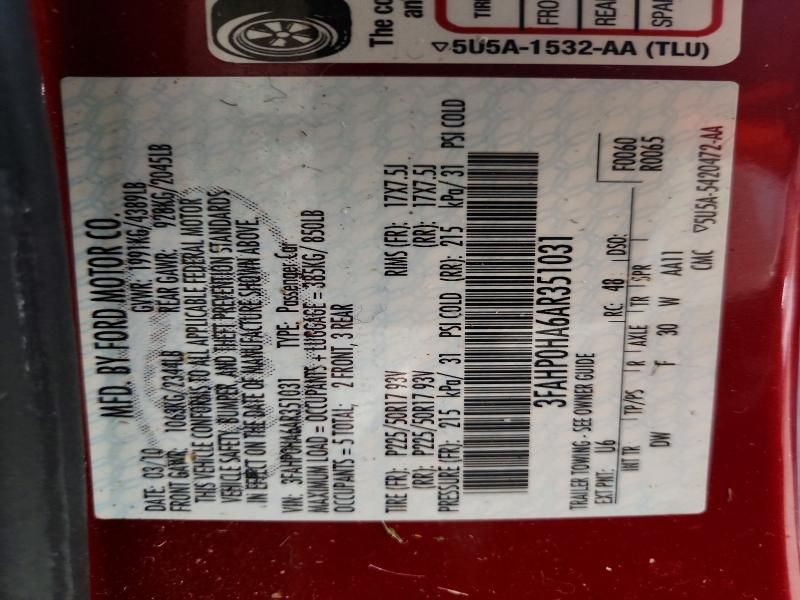 The co
an
TIR
FRO
REA
SPA
▽5U5A-1532-AA (TLU)
MFD. BY FORD MOTOR CO.
DATE: 03/10 GVWR: 1991KG/4389LB
FRONT GAWR: 1063KG/2344LB REAR GAWR: 928KG/2045LB
THIS VEHICLE CONFORMS TO ALL APPLICABLE FEDERAL MOTOR
VEHICLE SAFETY, BUMPER, AND THEFT PREVENTION STANDARDS
IN EFFECT ON THE DATE OF MANUFACTURE SHOWN ABOVE.
VIN: 3FAHP0HA6AR351031 TYPE: Passenger Car
MAXIMUM LOAD = OCCUPANTS + LUGGAGE = 385KG/ 850LB
OCCUPANTS = 5 TOTAL; 2 FRONT, 3 REAR
TIRE (FR): P225/50R17 93V RIMS (FR): 17X7.5J
(RR): P225/50R17 93V (RR): 17X7.5J
PRESSURE (FR): 215 kPa/ 31 PSI COLD (RR): 215 kPa/ 31 PSI COLD
3FAHP0HA6AR351031
TRAILER TOWING - SEE OWNER GUIDE F0060
EXT PNT: U6 RC: 48 DSO: R0065
INT TR TP/PS R AXLE TR SPR
DW F 30 W AA11
CMC ▽5U5A-5420472-AA